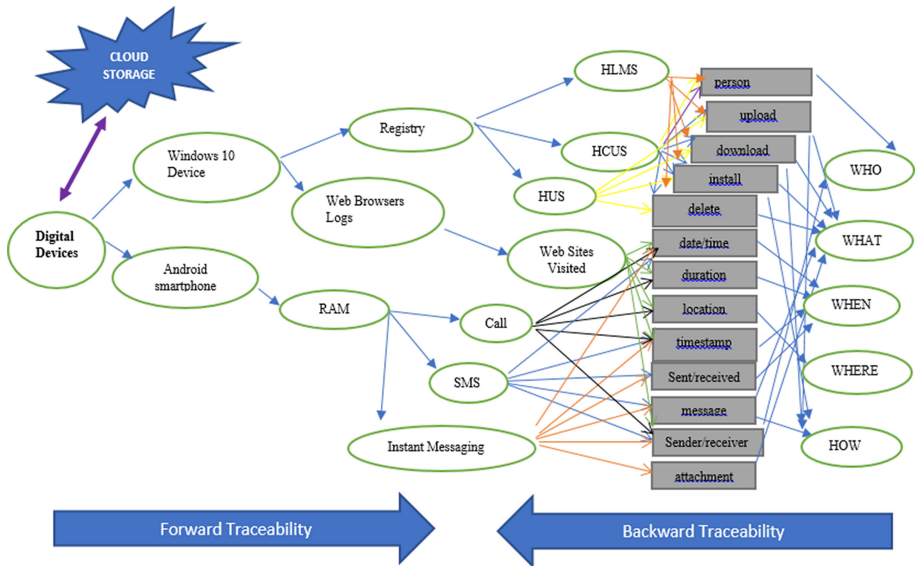 CLOUD
STORAGE
HLMS
person
upload
Registry
download
HCUS
Windows 10
Device
WHO
install
HUS
Web Browsers
Logs
delete
Digital
Devices
date/time
WHAT
Web Sites
Visited
Android
smartphone
duration
RAM
location
WHEN
Call
timestamp
WHERE
Sent/received
SMS
message
Instant Messaging
Sender/receiver
HOW
attachment
Forward Traceability
Backward Traceability